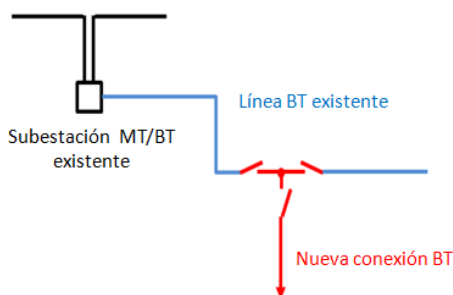 Línea BT existente
Subestación MT/BT
existente
Nueva conexión BT